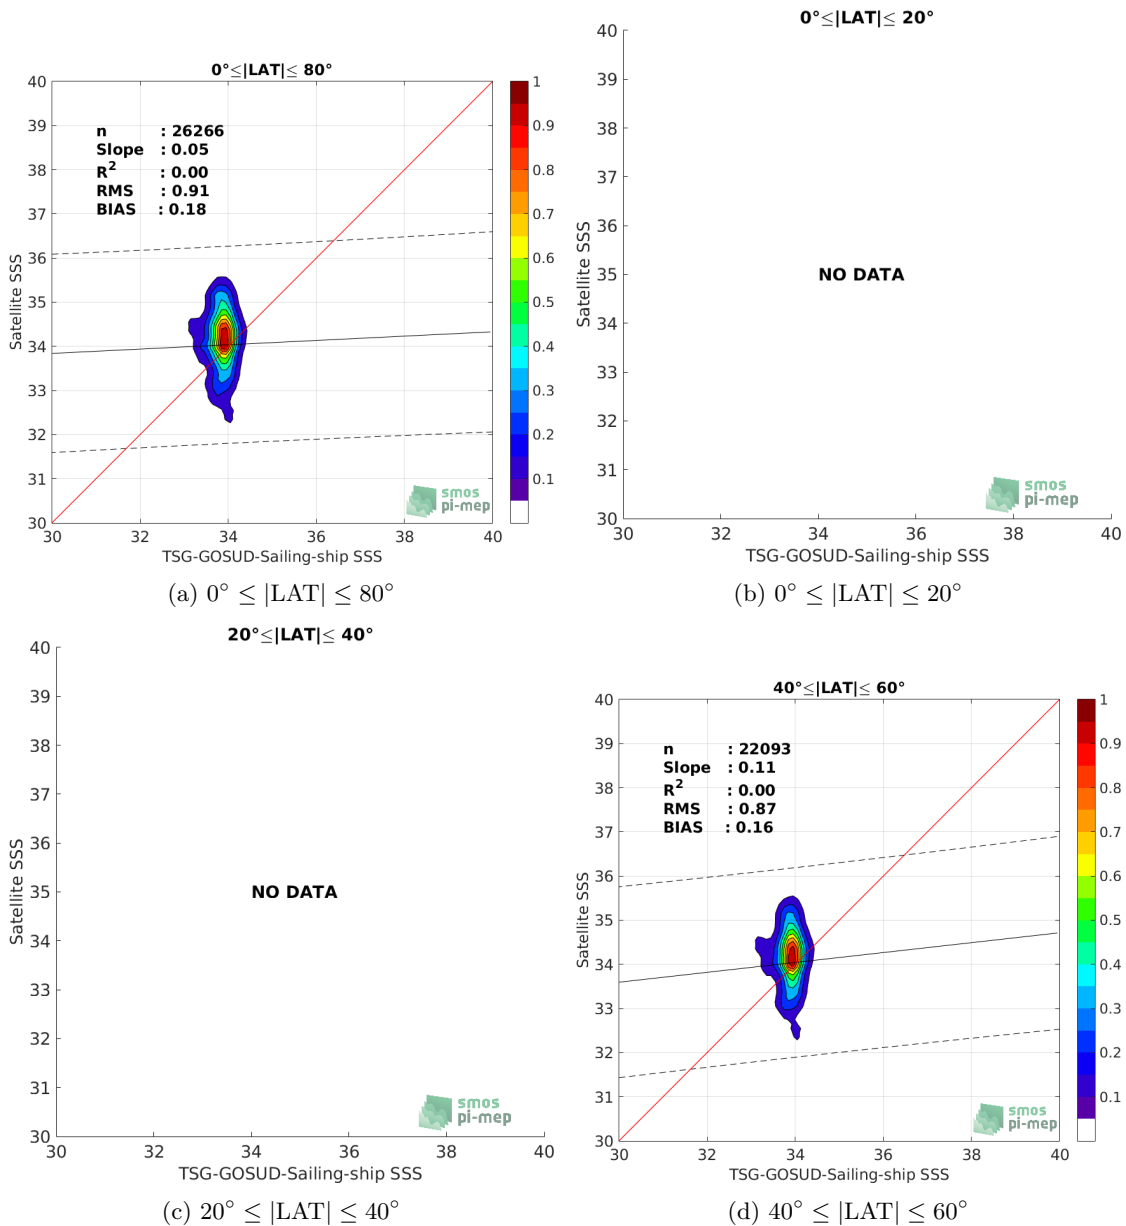 0°≤|LAT|≤ 80°
40
39
38
37
36
35
34
33
32
31
30
Satellite SSS
n : 26266
Slope : 0.05
R² : 0.00
RMS : 0.91
BIAS : 0.18
smos
pi-mep
30 32 34 36 38 40
TSG-GOSUD-Sailing-ship SSS
1
0.9
0.8
0.7
0.6
0.5
0.4
0.3
0.2
0.1
(a) 0° ≤ |LAT| ≤ 80°
0°≤|LAT|≤ 20°
40
39
38
37
36
35
34
33
32
31
30
Satellite SSS
NO DATA
smos
pi-mep
30 32 34 36 38 40
TSG-GOSUD-Sailing-ship SSS
(b) 0° ≤ |LAT| ≤ 20°
20°≤|LAT|≤ 40°
40
39
38
37
36
35
34
33
32
31
30
Satellite SSS
NO DATA
smos
pi-mep
30 32 34 36 38 40
TSG-GOSUD-Sailing-ship SSS
(c) 20° ≤ |LAT| ≤ 40°
40°≤|LAT|≤ 60°
40
39
38
37
36
35
34
33
32
31
30
Satellite SSS
n : 22093
Slope : 0.11
R² : 0.00
RMS : 0.87
BIAS : 0.16
smos
pi-mep
30 32 34 36 38 40
TSG-GOSUD-Sailing-ship SSS
1
0.9
0.8
0.7
0.6
0.5
0.4
0.3
0.2
0.1
(d) 40° ≤ |LAT| ≤ 60°